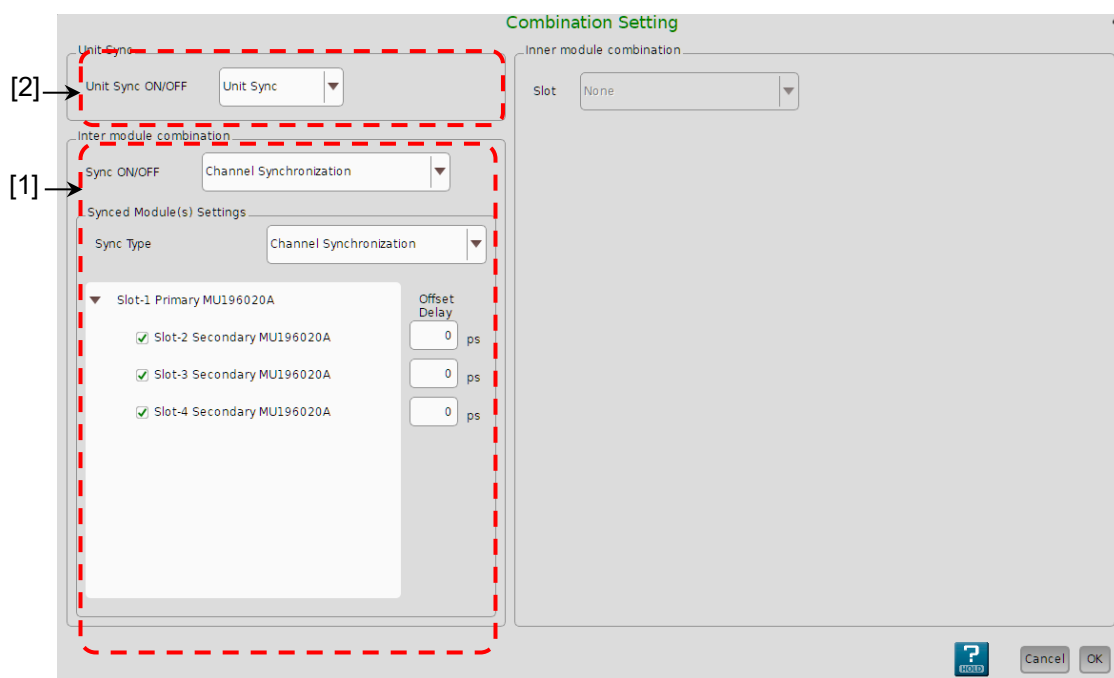 Combination Setting
Unit Sync
[2]
Unit Sync ON/OFF
Unit Sync
Inter module combination
[1]
Sync ON/OFF
Channel Synchronization
Synced Module(s) Settings
Sync Type
Channel Synchronization
Slot-1 Primary MU196020A
Offset
Delay
Slot-2 Secondary MU196020A
0 ps
Slot-3 Secondary MU196020A
0 ps
Slot-4 Secondary MU196020A
0 ps
Inner module combination
Slot
None
?
HOLD
Cancel
OK